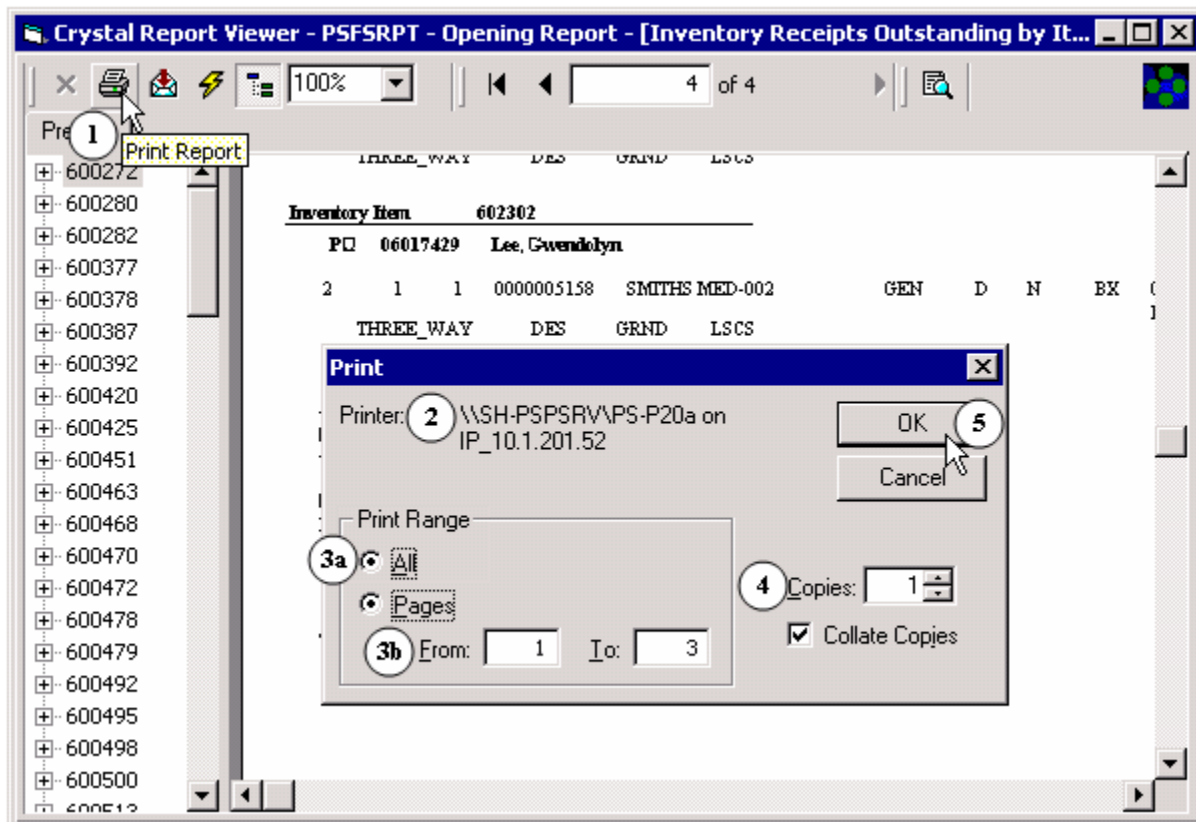 Crystal Report Viewer - PSFSRPT - Opening Report - [Inventory Receipts Outstanding by It...
100%
4 of 4
Pre
1
Print Report
600272
600280
600282
600377
600378
600387
600392
600420
600425
600451
600463
600468
600470
600472
600478
600479
600492
600495
600498
600500
600513
THREE_WAY DES GRND LSCS
Inventory Item 602302
PO 06017429 Lee, Gwendolyn
2 1 1 0000005158 SMITHS MED-002 GEN D N BX
THREE_WAY DES GRND LSCS
Print
Printer: 2 \\SH-PSPSRV\PS-P20a on
IP_10.1.201.52
OK 5
Cancel
Print Range
3a All
Pages
3b From: 1 To: 3
4 Copies: 1
Collate Copies